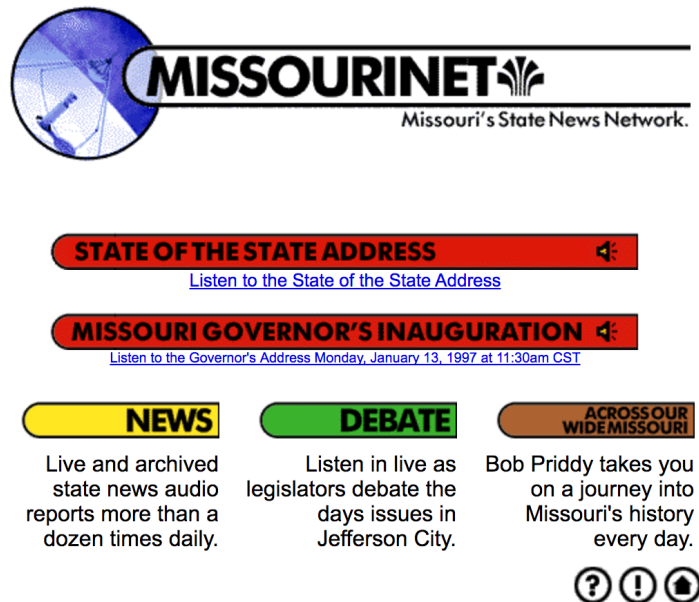 MISSOURINET
Missouri's State News Network.
STATE OF THE STATE ADDRESS
Listen to the State of the State Address
MISSOURI GOVERNOR'S INAUGURATION
Listen to the Governor's Address Monday, January 13, 1997 at 11:30am CST
NEWS
Live and archived
state news audio
reports more than a
dozen times daily.
DEBATE
Listen in live as
legislators debate the
days issues in
Jefferson City.
ACROSS OUR
WIDE MISSOURI
Bob Priddy takes you
on a journey into
Missouri's history
every day.
? !